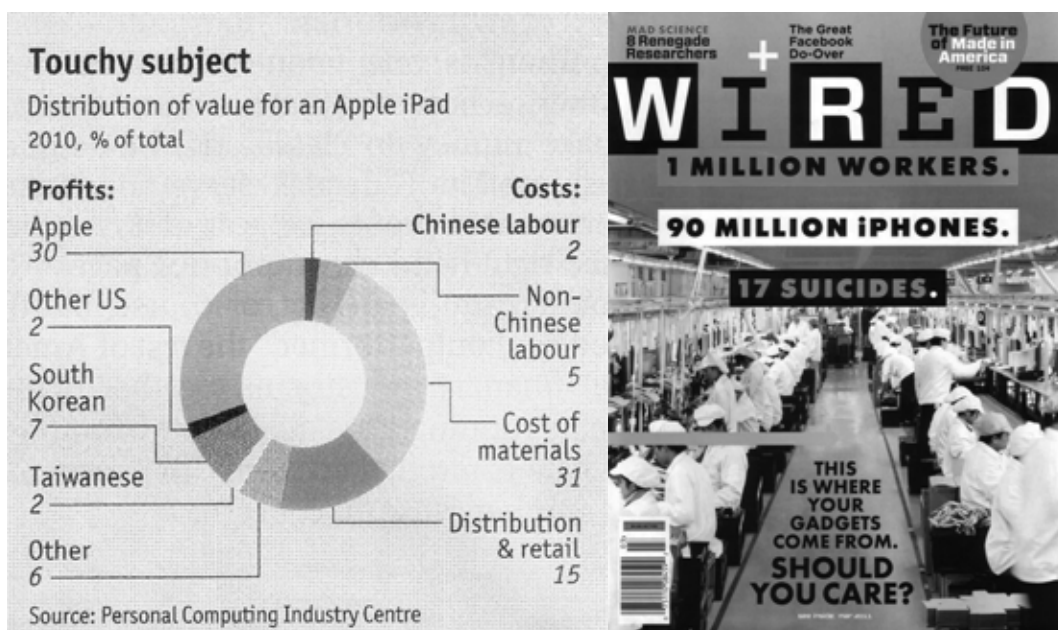 Touchy subject
Distribution of value for an Apple iPad
2010, % of total
Profits:
Apple
30
Other US
2
South
Korean
7
Taiwanese
2
Other
6
Costs:
Chinese labour
2
Non-
Chinese
labour
5
Cost of
materials
31
Distribution
& retail
15
Source: Personal Computing Industry Centre
MAD SCIENCE
8 Renegade
Researchers
+
The Great
Facebook
Do-Over
The Future
of Made in
America
WIRED
1 MILLION WORKERS.
90 MILLION iPHONES.
17 SUICIDES.
THIS
IS WHERE
YOUR
GADGETS
COME FROM.
SHOULD
YOU CARE?